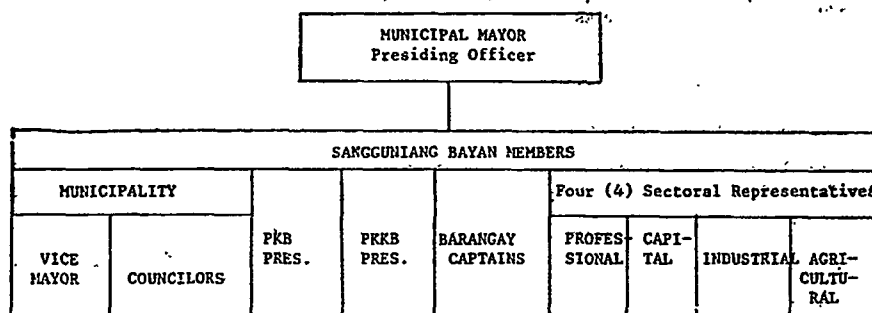 MUNICIPAL MAYOR
Presiding Officer
SANGGUNIANG BAYAN MEMBERS
MUNICIPALITY
Four (4) Sectoral Representatives
VICE
MAYOR
COUNCILORS
PKB
PRES.
PKKB
PRES.
BARANGAY
CAPTAINS
PROFES-
SIONAL
CAPI-
TAL
INDUSTRIAL
AGRI-
CULTU-
RAL